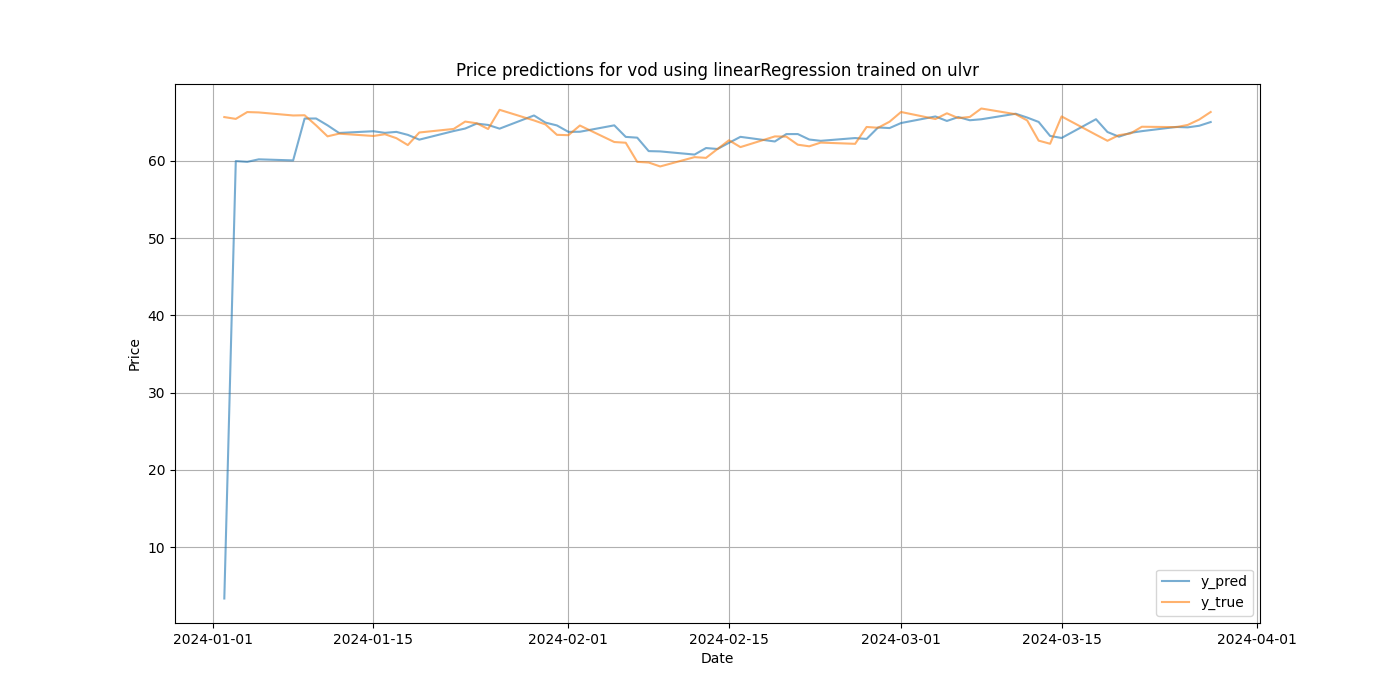 Price predictions for vod using linearRegression trained on ulvr
60
50
40
30
20
10
Price
y_pred
y_true
2024-01-01 2024-01-15 2024-02-01 2024-02-15 2024-03-01 2024-03-15 2024-04-01
Date